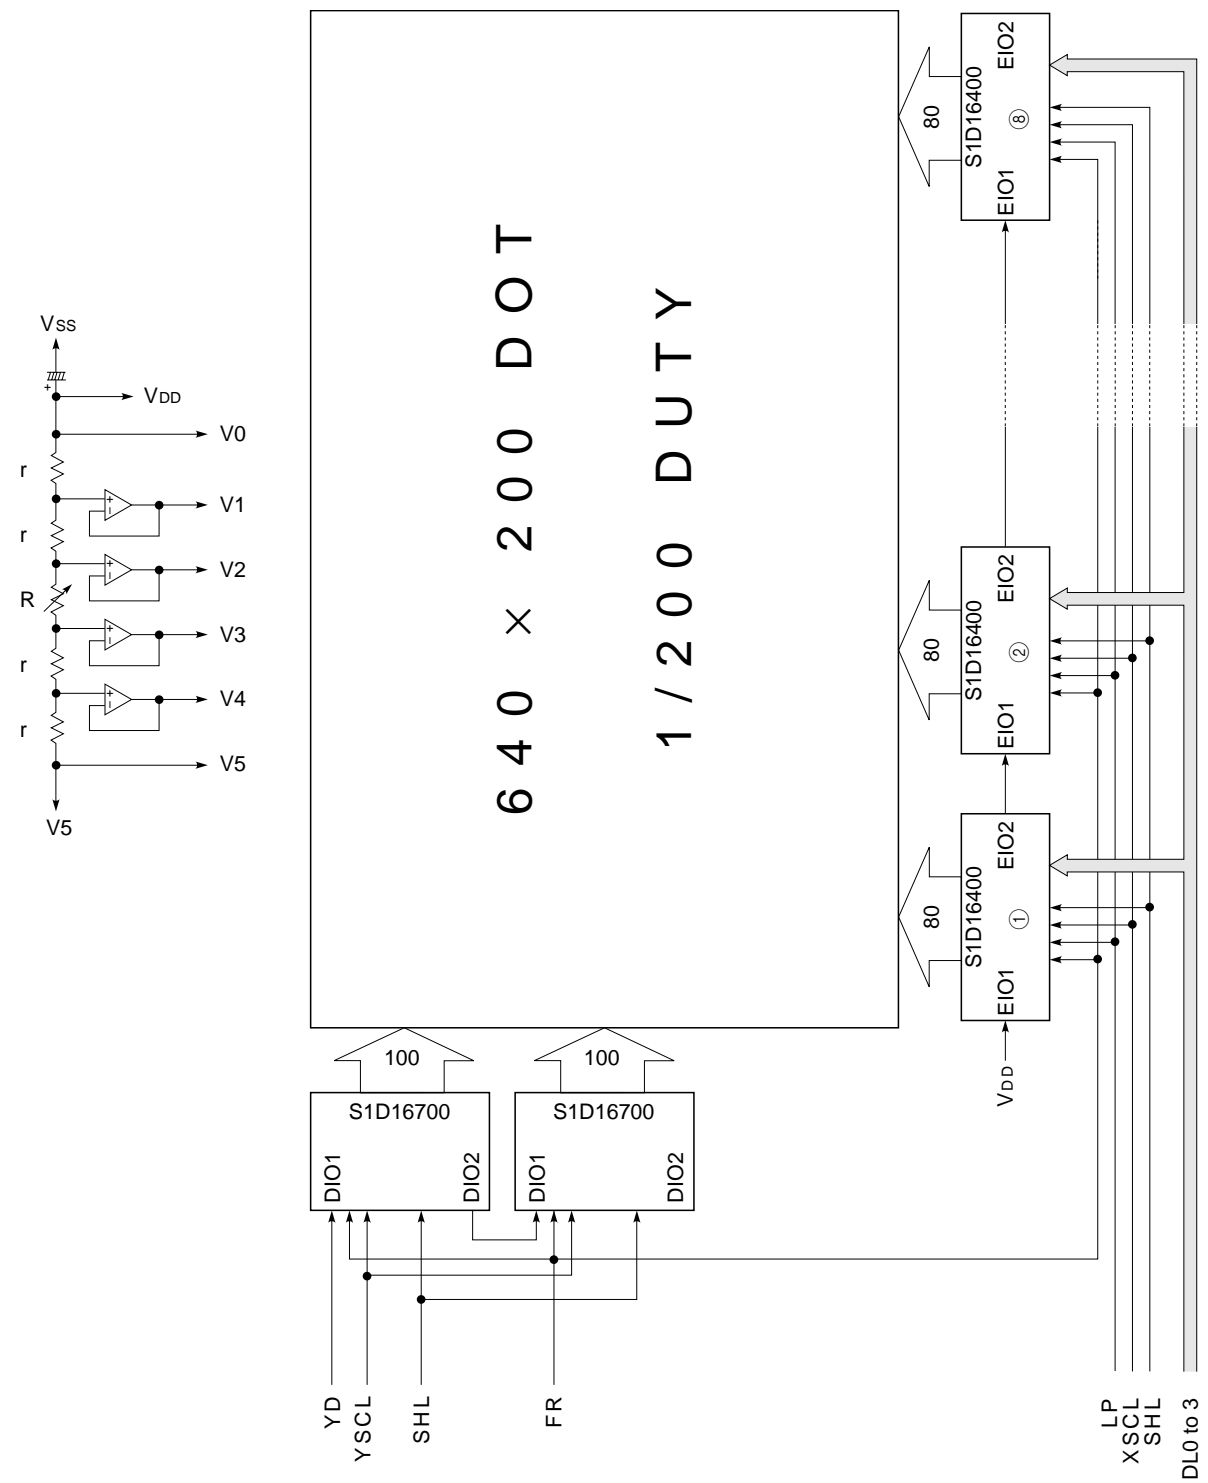 VSS
+
VDD
V0
r
+
−
V1
r
+
−
V2
R
+
−
V3
r
+
−
V4
r
V5
V5
640 × 200 DOT
1/200 DUTY
80
S1D16400
EIO2
⑧
EIO1
80
S1D16400
EIO2
②
EIO1
80
S1D16400
EIO2
①
EIO1
VDD
100
S1D16700
DIO1
DIO2
100
S1D16700
DIO1
DIO2
YD
YSCL
SHL
FR
LP
XSCL
SHL
DL0 to 3